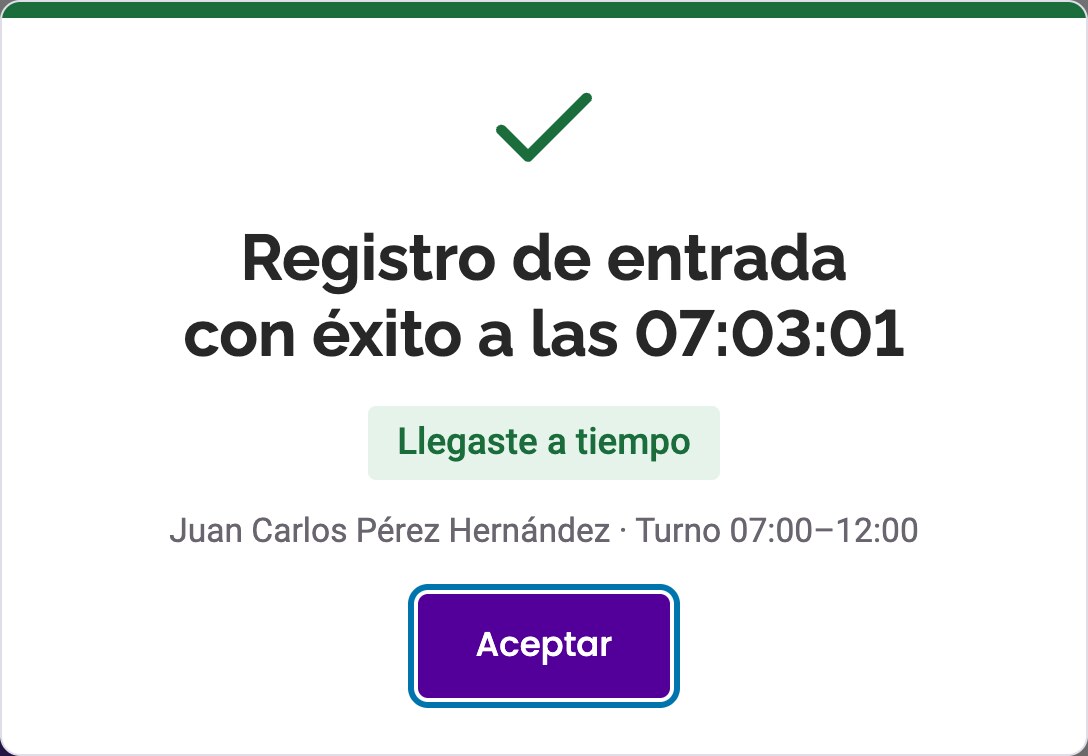 Registro de entrada
con éxito a las 07:03:01
Llegaste a tiempo
Juan Carlos Pérez Hernández · Turno 07:00–12:00
Aceptar